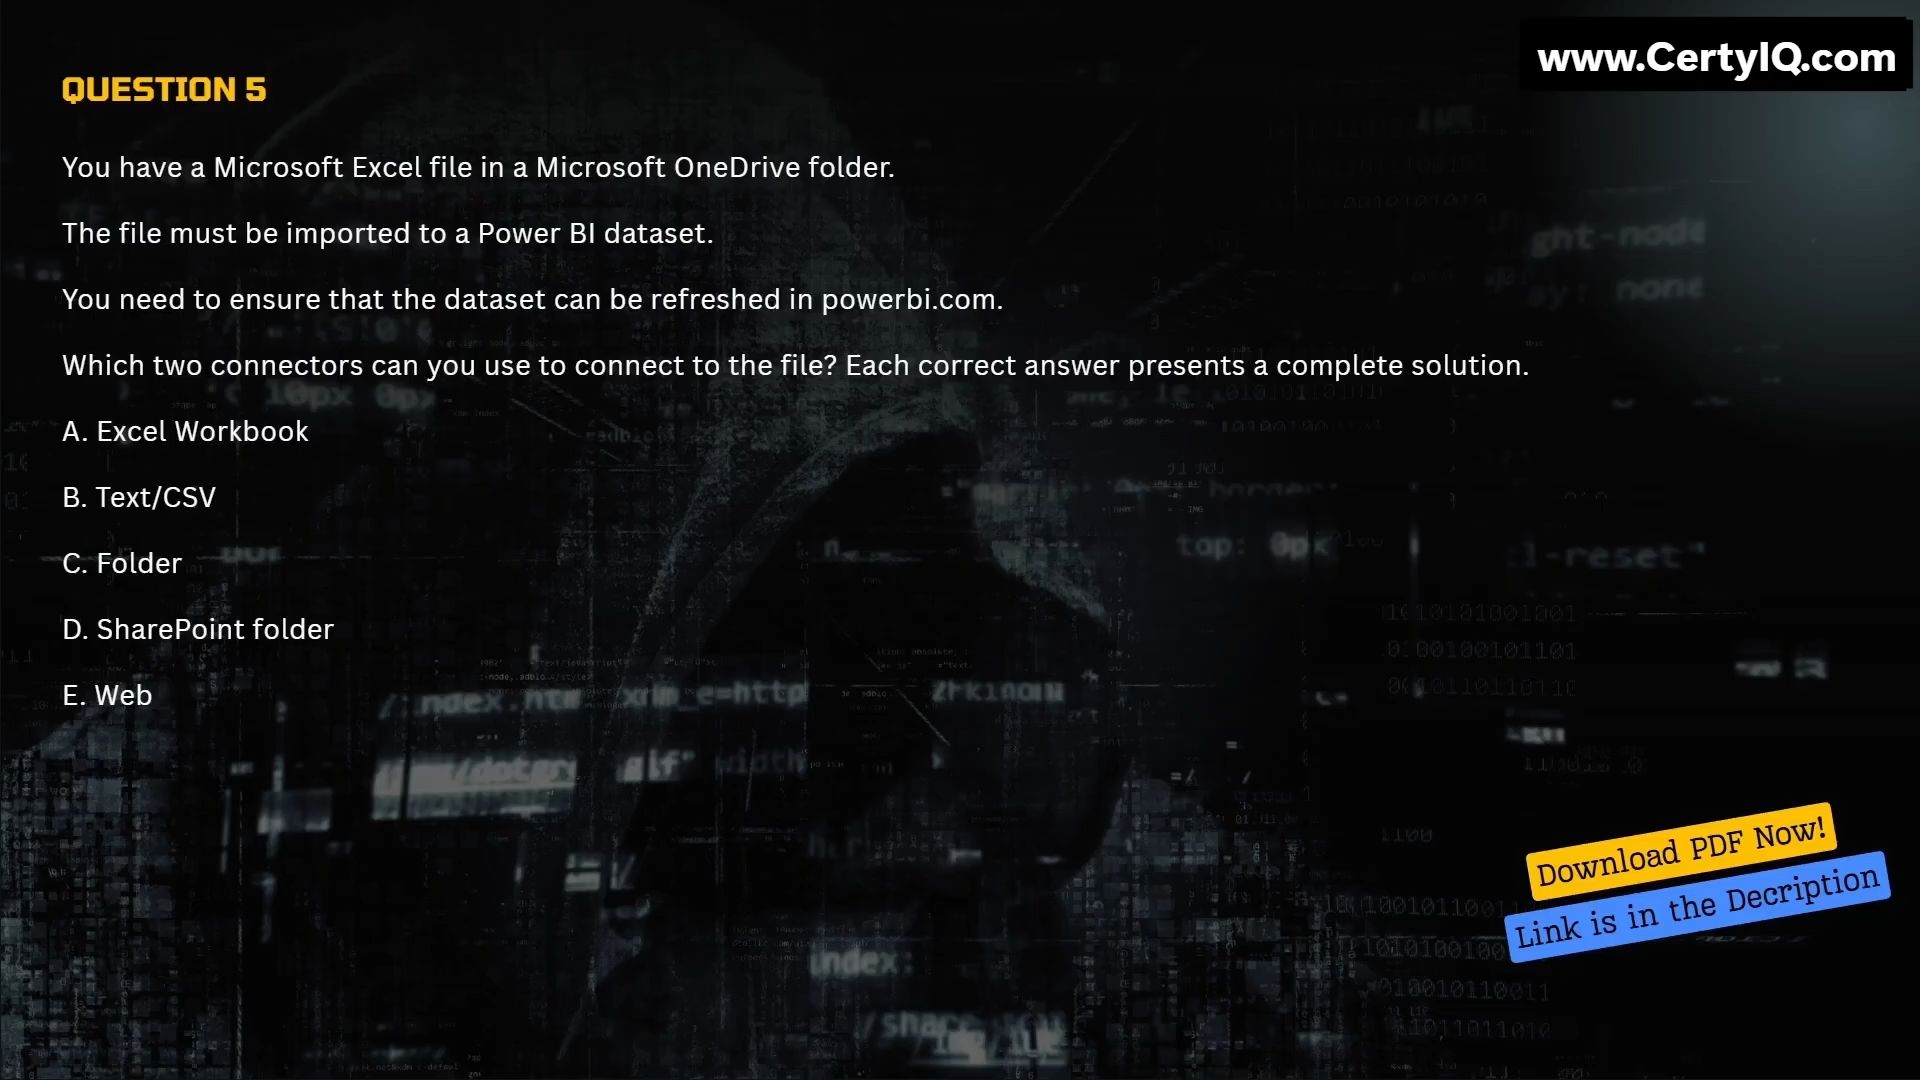 www.CertyIQ.com
QUESTION 5
You have a Microsoft Excel file in a Microsoft OneDrive folder.
The file must be imported to a Power BI dataset.
You need to ensure that the dataset can be refreshed in powerbi.com.
Which two connectors can you use to connect to the file? Each correct answer presents a complete solution.
A. Excel Workbook
B. Text/CSV
C. Folder
D. SharePoint folder
E. Web
Download PDF Now!
Link is in the Decription